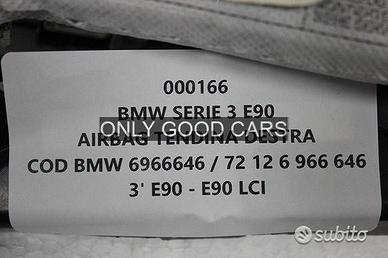 000166
BMW SERIE 3 E90
ONLY GOOD CARS
AIRBAG TENDINA DESTRA
COD BMW 6966646 / 72 12 6 966 646
3' E90 - E90 LCI
subito